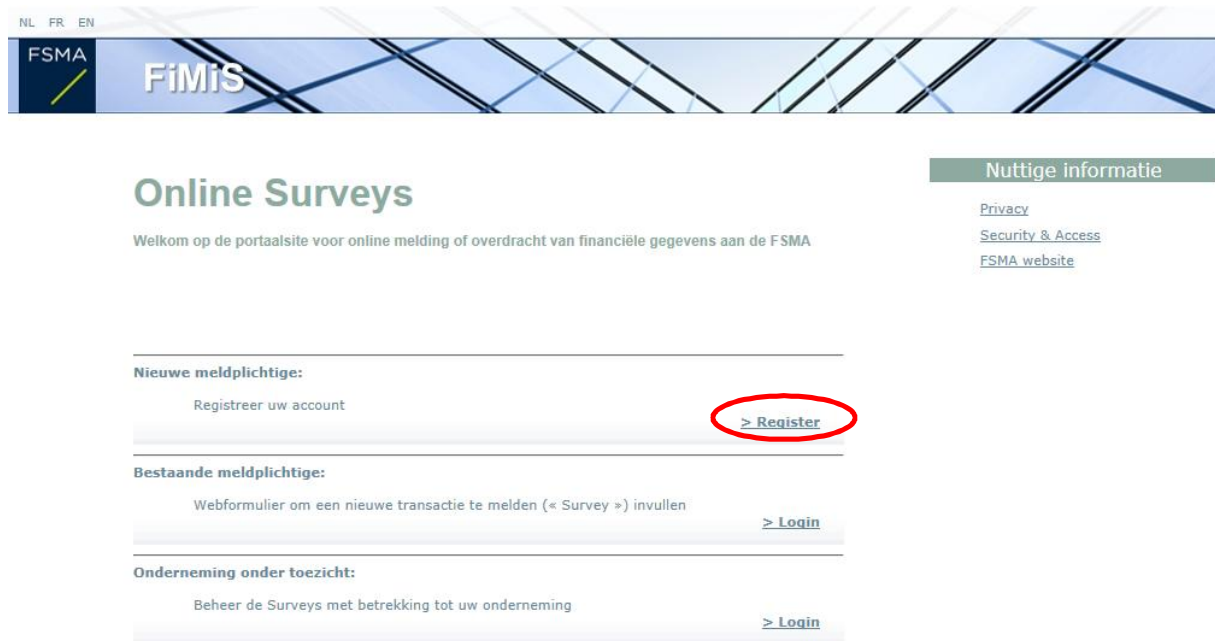 NL FR EN
FSMA
FiMiS
Online Surveys
Welkom op de portaalsite voor online melding of overdracht van financiële gegevens aan de FSMA
Nuttige informatie
Privacy
Security & Access
FSMA website
Nieuwe meldplichtige:
Registreer uw account
> Register
Bestaande meldplichtige:
Webformulier om een nieuwe transactie te melden (« Survey ») invullen
> Login
Onderneming onder toezicht:
Beheer de Surveys met betrekking tot uw onderneming
> Login